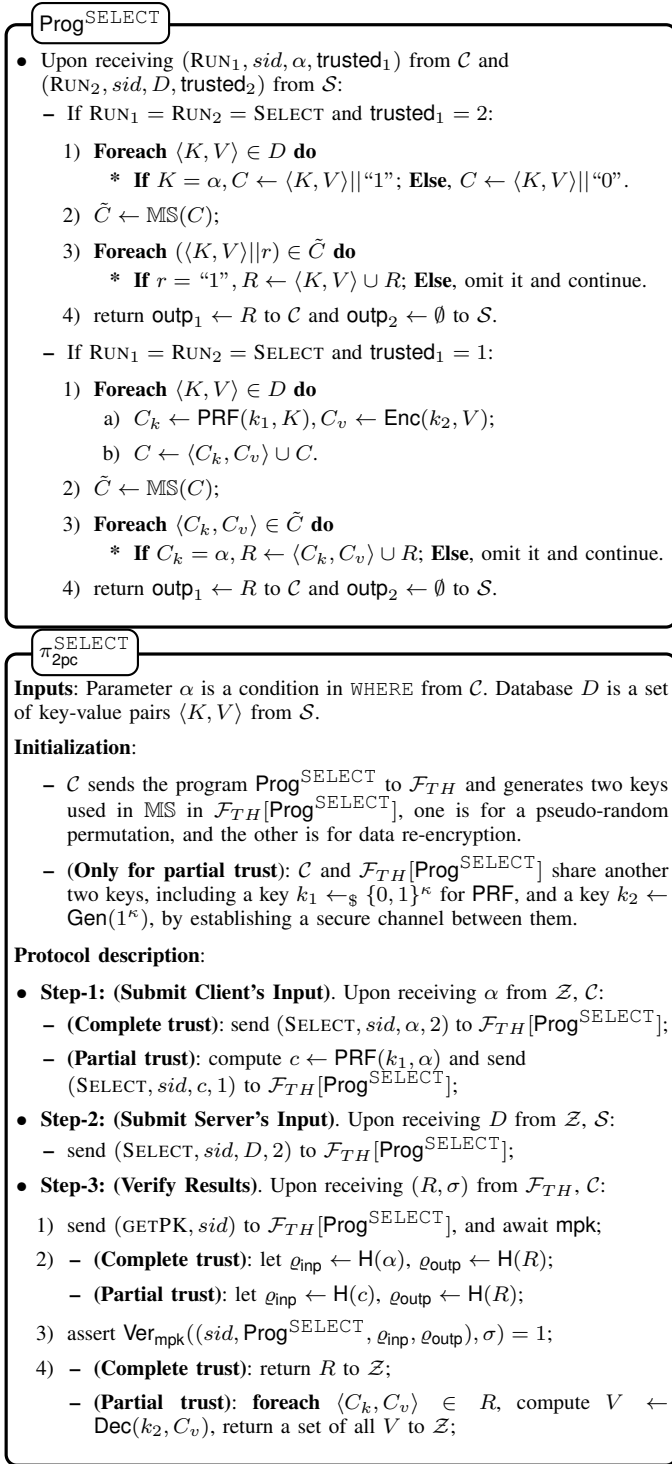 Prog^SELECT
• Upon receiving (RUN₁, sid, α, trusted₁) from 𝒞 and
(RUN₂, sid, D, trusted₂) from 𝒮:
– If RUN₁ = RUN₂ = SELECT and trusted₁ = 2:
1) Foreach ⟨K, V⟩ ∈ D do
* If K = α, C ← ⟨K, V⟩||“1”; Else, C ← ⟨K, V⟩||“0”.
2) C̃ ← 𝕄𝕊(C);
3) Foreach (⟨K, V⟩||r) ∈ C̃ do
* If r = “1”, R ← ⟨K, V⟩ ∪ R; Else, omit it and continue.
4) return outp₁ ← R to 𝒞 and outp₂ ← ∅ to 𝒮.
– If RUN₁ = RUN₂ = SELECT and trusted₁ = 1:
1) Foreach ⟨K, V⟩ ∈ D do
a) C_k ← PRF(k₁, K), C_v ← Enc(k₂, V);
b) C ← ⟨C_k, C_v⟩ ∪ C.
2) C̃ ← 𝕄𝕊(C);
3) Foreach ⟨C_k, C_v⟩ ∈ C̃ do
* If C_k = α, R ← ⟨C_k, C_v⟩ ∪ R; Else, omit it and continue.
4) return outp₁ ← R to 𝒞 and outp₂ ← ∅ to 𝒮.
π_2pc^SELECT
Inputs: Parameter α is a condition in WHERE from 𝒞. Database D is a set
of key-value pairs ⟨K, V⟩ from 𝒮.
Initialization:
– 𝒞 sends the program Prog^SELECT to ℱ_TH and generates two keys
used in 𝕄𝕊 in ℱ_TH[Prog^SELECT], one is for a pseudo-random
permutation, and the other is for data re-encryption.
– (Only for partial trust): 𝒞 and ℱ_TH[Prog^SELECT] share another
two keys, including a key k₁ ←_$ {0, 1}^κ for PRF, and a key k₂ ←
Gen(1^κ), by establishing a secure channel between them.
Protocol description:
• Step-1: (Submit Client's Input). Upon receiving α from 𝒵, 𝒞:
– (Complete trust): send (SELECT, sid, α, 2) to ℱ_TH[Prog^SELECT];
– (Partial trust): compute c ← PRF(k₁, α) and send
(SELECT, sid, c, 1) to ℱ_TH[Prog^SELECT];
• Step-2: (Submit Server's Input). Upon receiving D from 𝒵, 𝒮:
– send (SELECT, sid, D, 2) to ℱ_TH[Prog^SELECT];
• Step-3: (Verify Results). Upon receiving (R, σ) from ℱ_TH, 𝒞:
1) send (GETPK, sid) to ℱ_TH[Prog^SELECT], and await mpk;
2) – (Complete trust): let ϱ_inp ← H(α), ϱ_outp ← H(R);
– (Partial trust): let ϱ_inp ← H(c), ϱ_outp ← H(R);
3) assert Ver_mpk((sid, Prog^SELECT, ϱ_inp, ϱ_outp), σ) = 1;
4) – (Complete trust): return R to 𝒵;
– (Partial trust): foreach ⟨C_k, C_v⟩ ∈ R, compute V ←
Dec(k₂, C_v), return a set of all V to 𝒵;